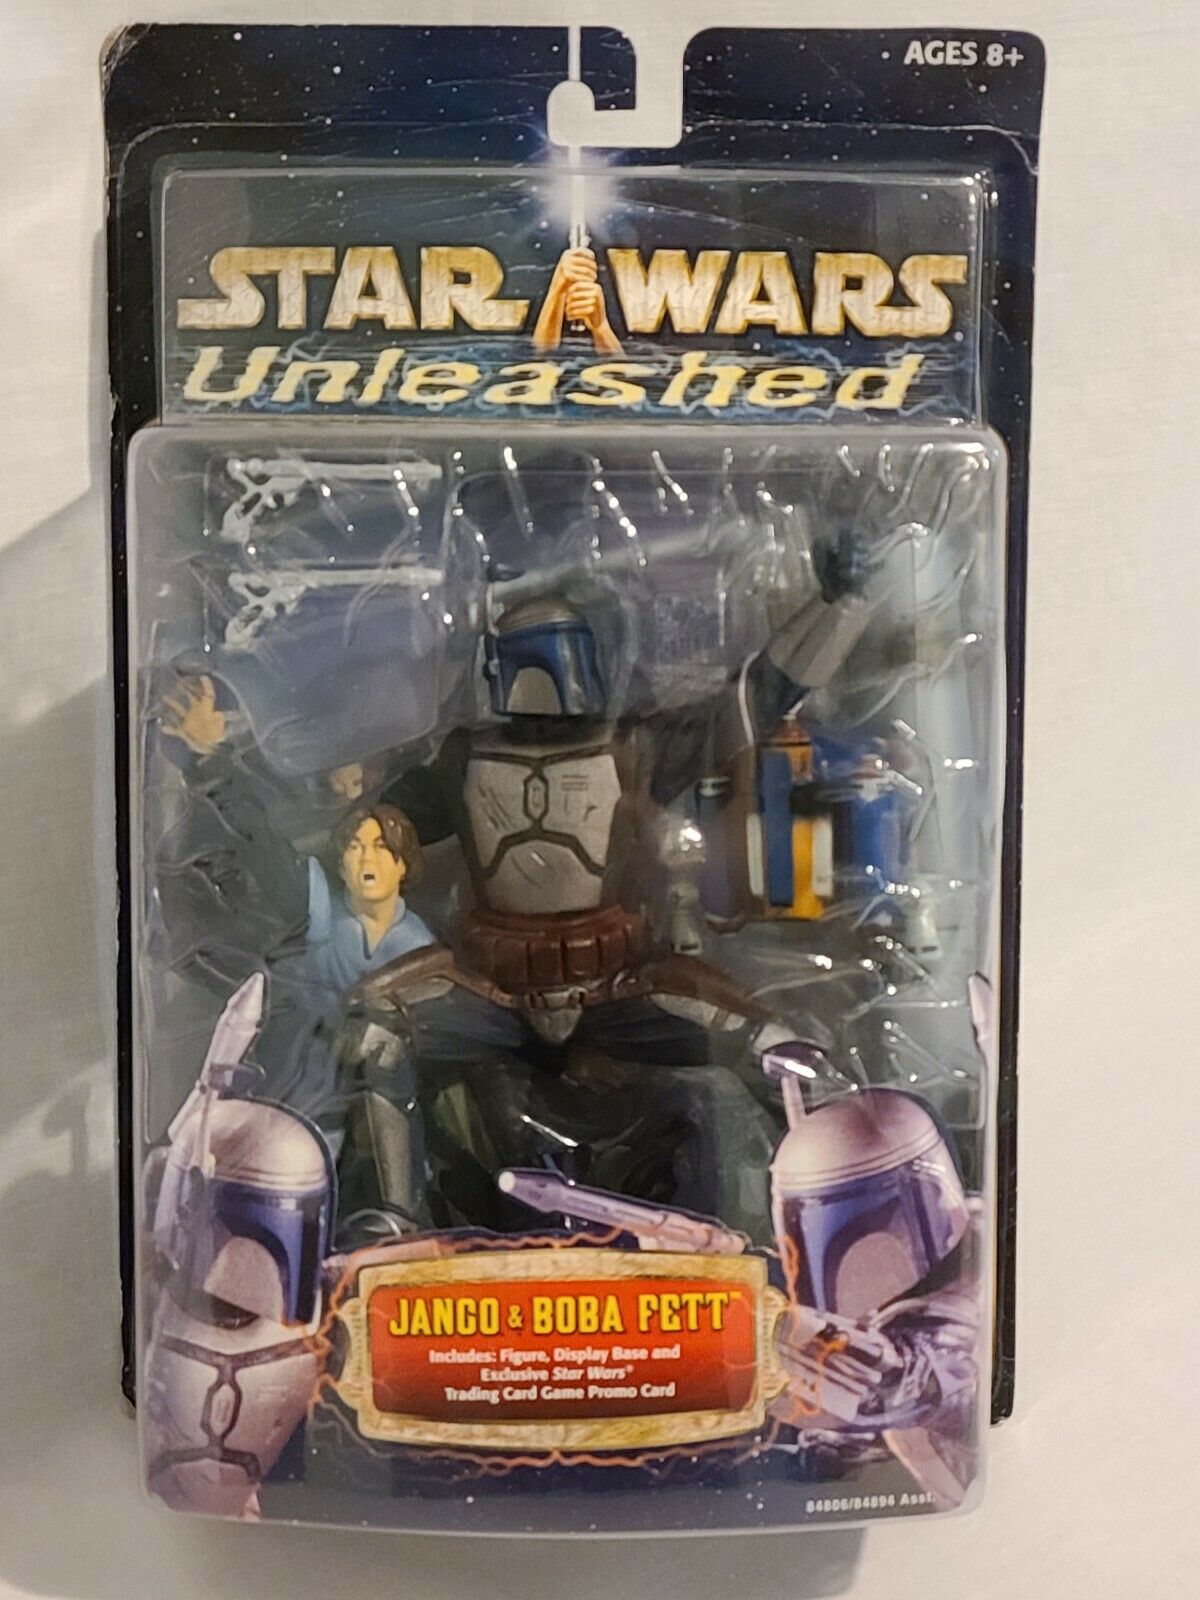 AGES 8+
STAR WARS
Unleashed
JANGO & BOBA FETT™
Includes: Figure, Display Base and
Exclusive Star Wars®
Trading Card Game Promo Card
84806/84894 Asst.